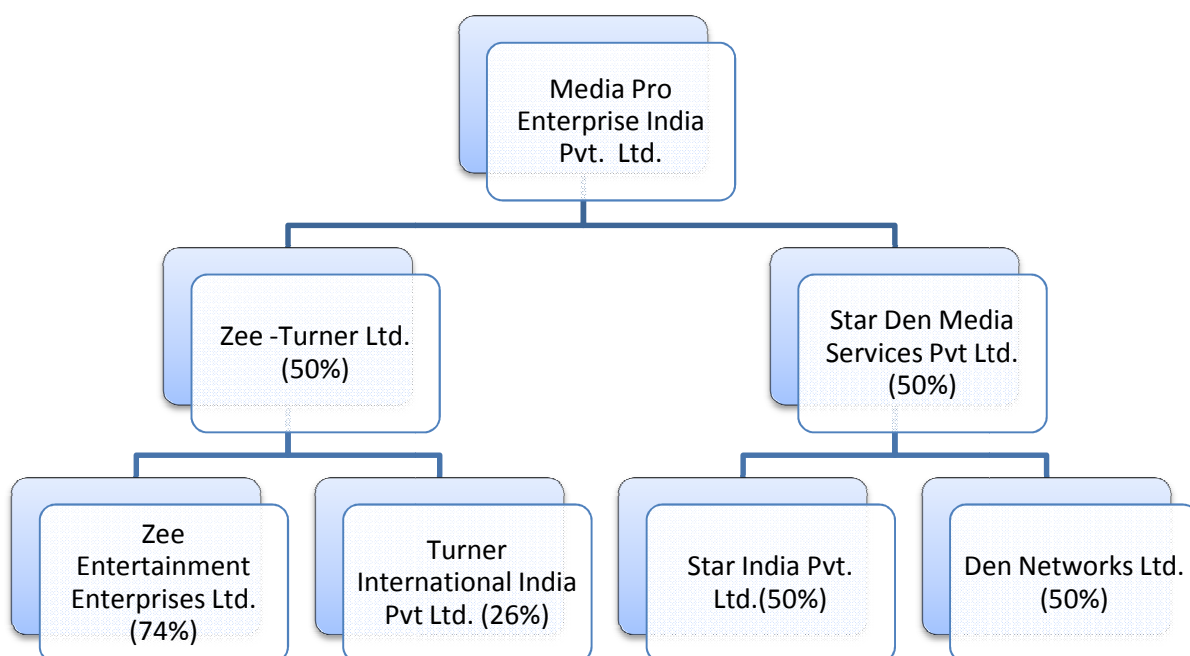 Media Pro
Enterprise India
Pvt. Ltd.
Zee -Turner Ltd.
(50%)
Star Den Media
Services Pvt Ltd.
(50%)
Zee
Entertainment
Enterprises Ltd.
(74%)
Turner
International India
Pvt Ltd. (26%)
Star India Pvt.
Ltd.(50%)
Den Networks Ltd.
(50%)